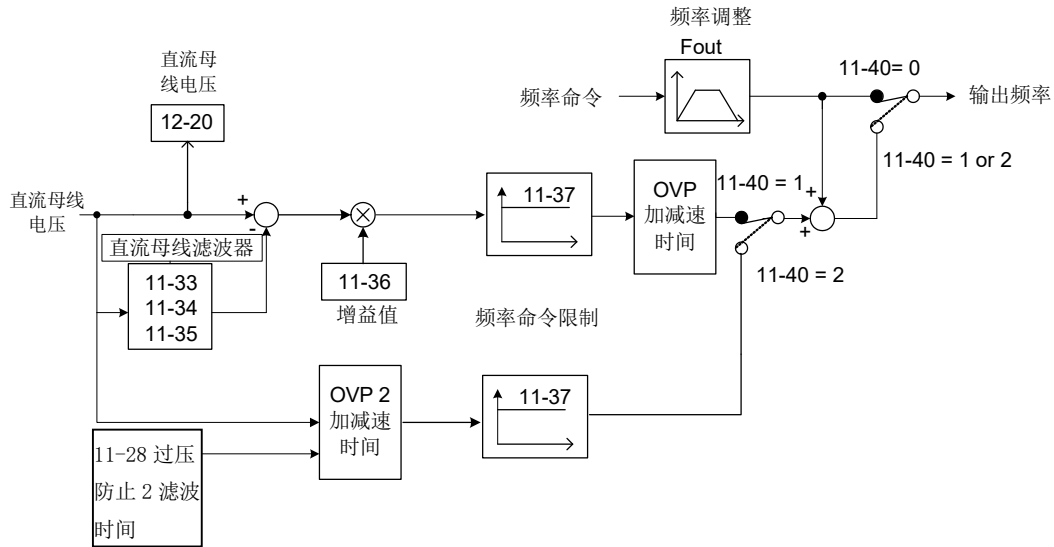 频率调整
Fout
直流母
线电压
11-40= 0
频率命令
输出频率
12-20
11-40 = 1 or 2
直流母线
电压
+
-
11-37
OVP
加减速
时间
11-40 = 1
+
+
直流母线滤波器
11-33
11-34
11-35
11-36
增益值
11-40 = 2
频率命令限制
OVP 2
加减速
时间
11-37
11-28 过压
防止 2 滤波
时间